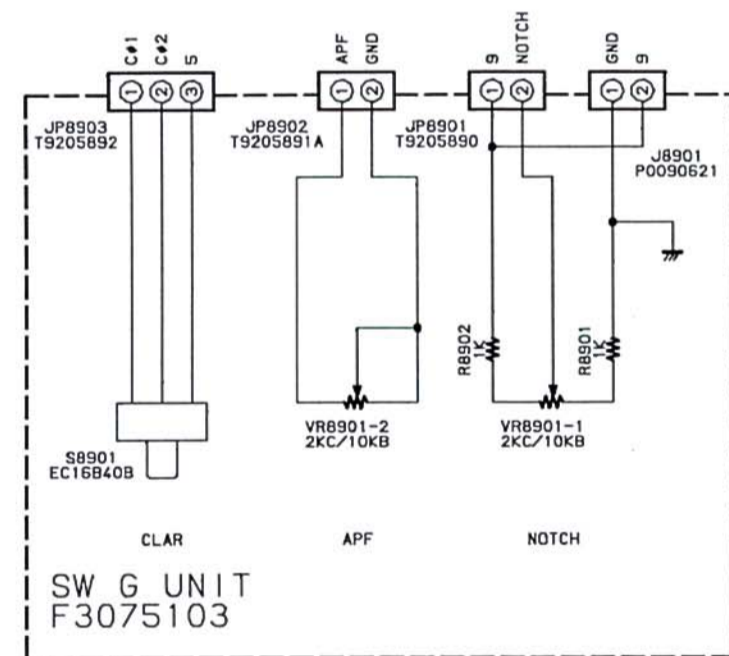 C#1
C#2
5
APF
GND
9
NOTCH
GND
9
1
2
3
1
2
1
2
1
2
JP8903
T9205892
JP8902
T9205891A
JP8901
T9205890
J8901
P0090621
R8902
1K
R8901
1K
VR8901-2
2KC/10KB
VR8901-1
2KC/10KB
S8901
EC16B40B
CLAR
APF
NOTCH
SW G UNIT
F3075103